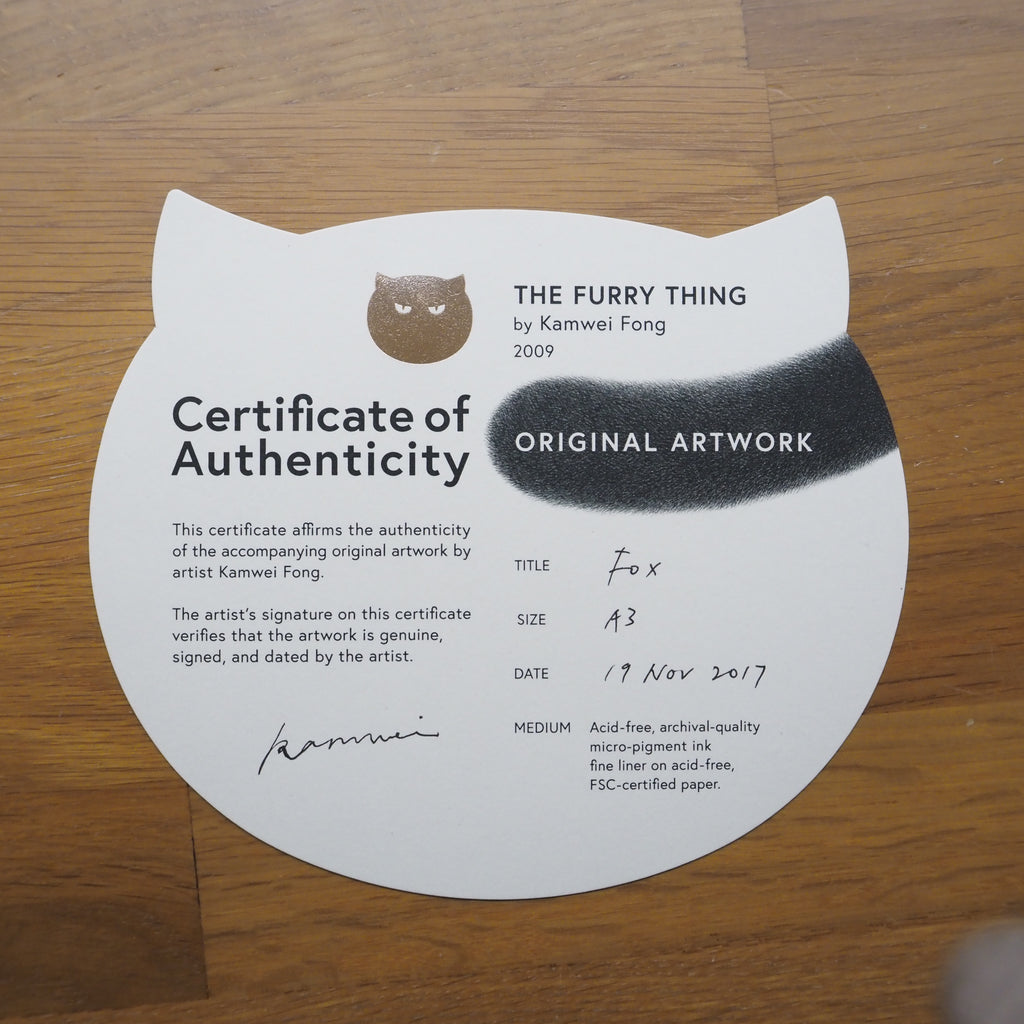 THE FURRY THING
by Kamwei Fong
2009
Certificate of
Authenticity
ORIGINAL ARTWORK
This certificate affirms the authenticity
of the accompanying original artwork by
artist Kamwei Fong.
The artist's signature on this certificate
verifies that the artwork is genuine,
signed, and dated by the artist.
kamwei
TITLE Fox
SIZE A3
DATE 19 Nov 2017
MEDIUM Acid-free, archival-quality
micro-pigment ink
fine liner on acid-free,
FSC-certified paper.